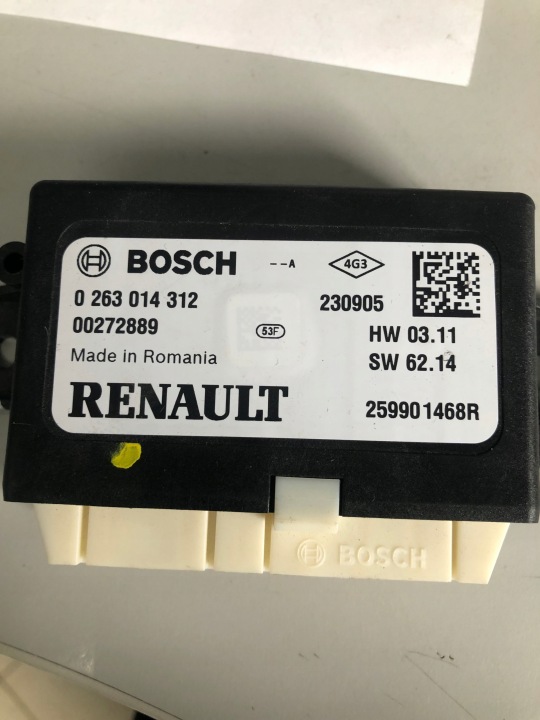 BOSCH --A 4G3
0 263 014 312 230905
00272889 53F HW 03.11
Made in Romania SW 62.14
RENAULT 259901468R
BOSCH